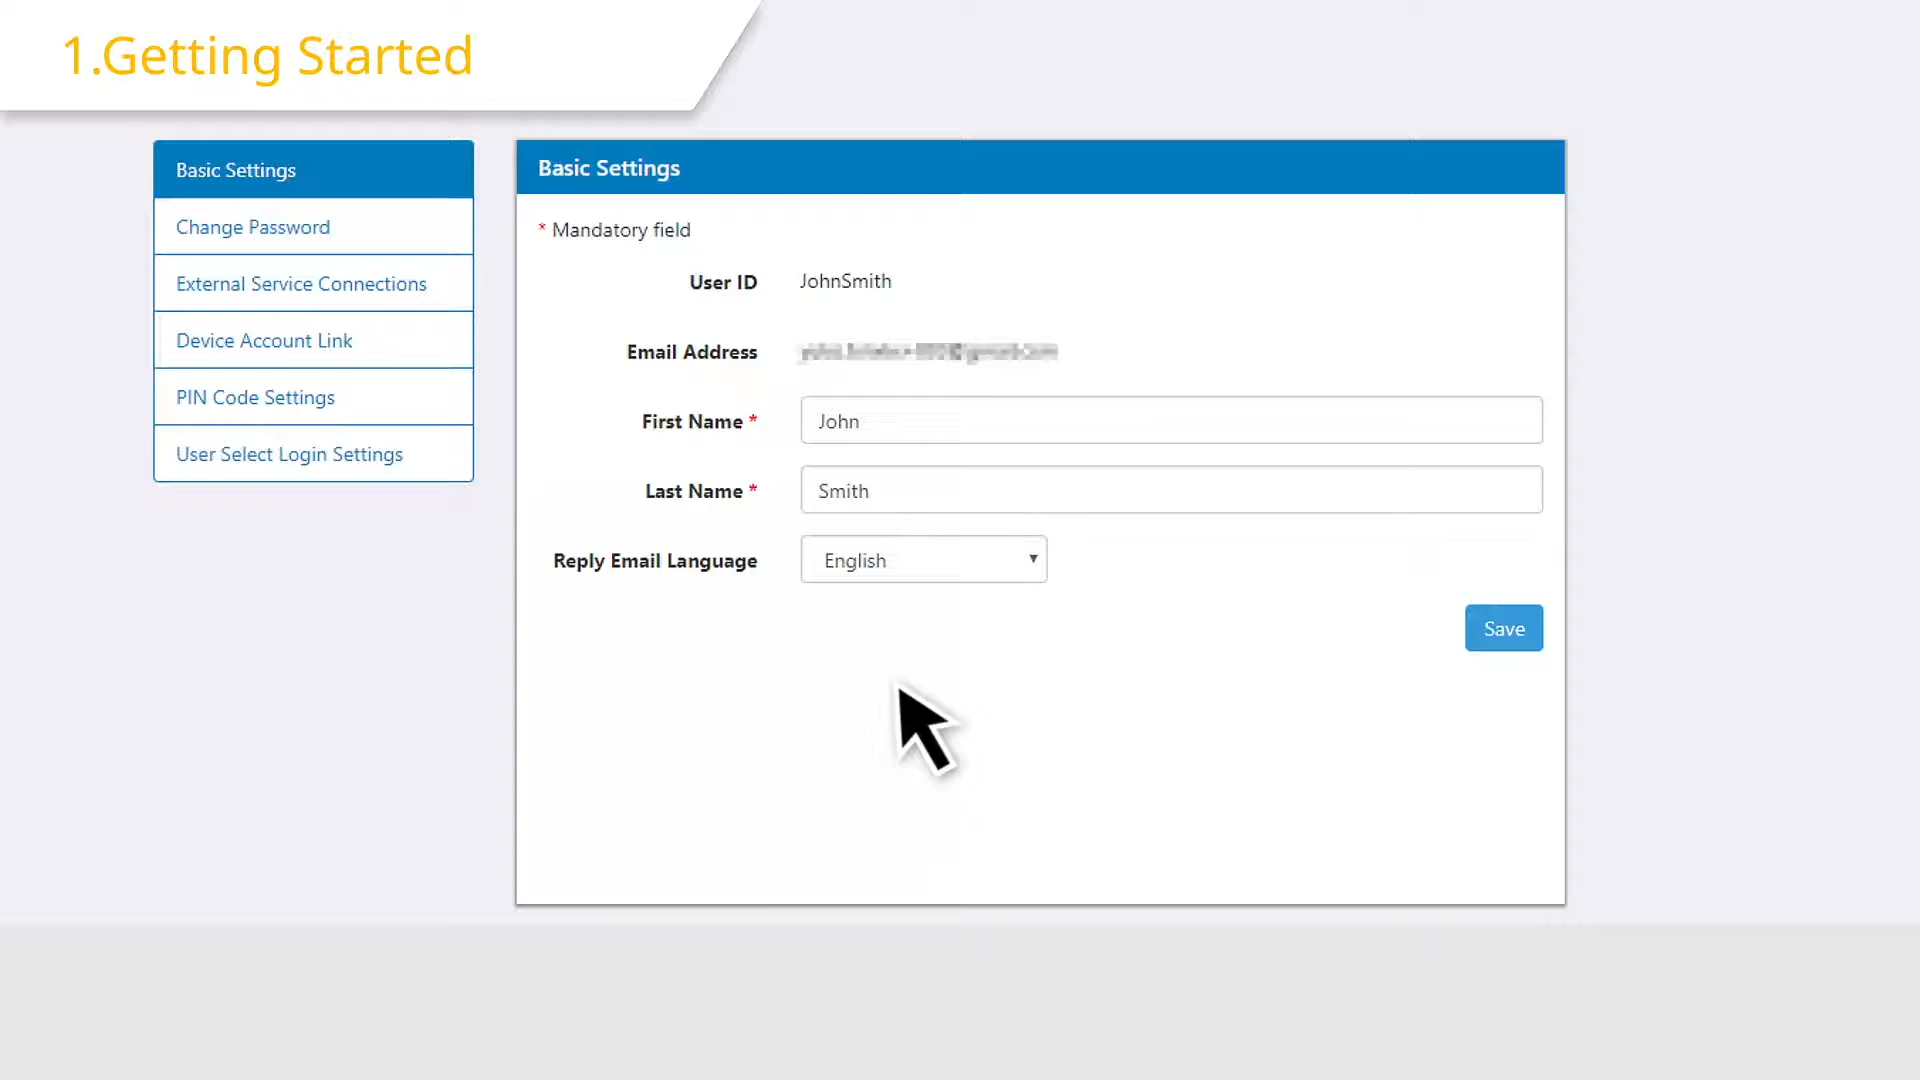 1.Getting Started
Basic Settings
Change Password
External Service Connections
Device Account Link
PIN Code Settings
User Select Login Settings
Basic Settings
* Mandatory field
User ID JohnSmith
Email Address
First Name * John
Last Name * Smith
Reply Email Language English
Save